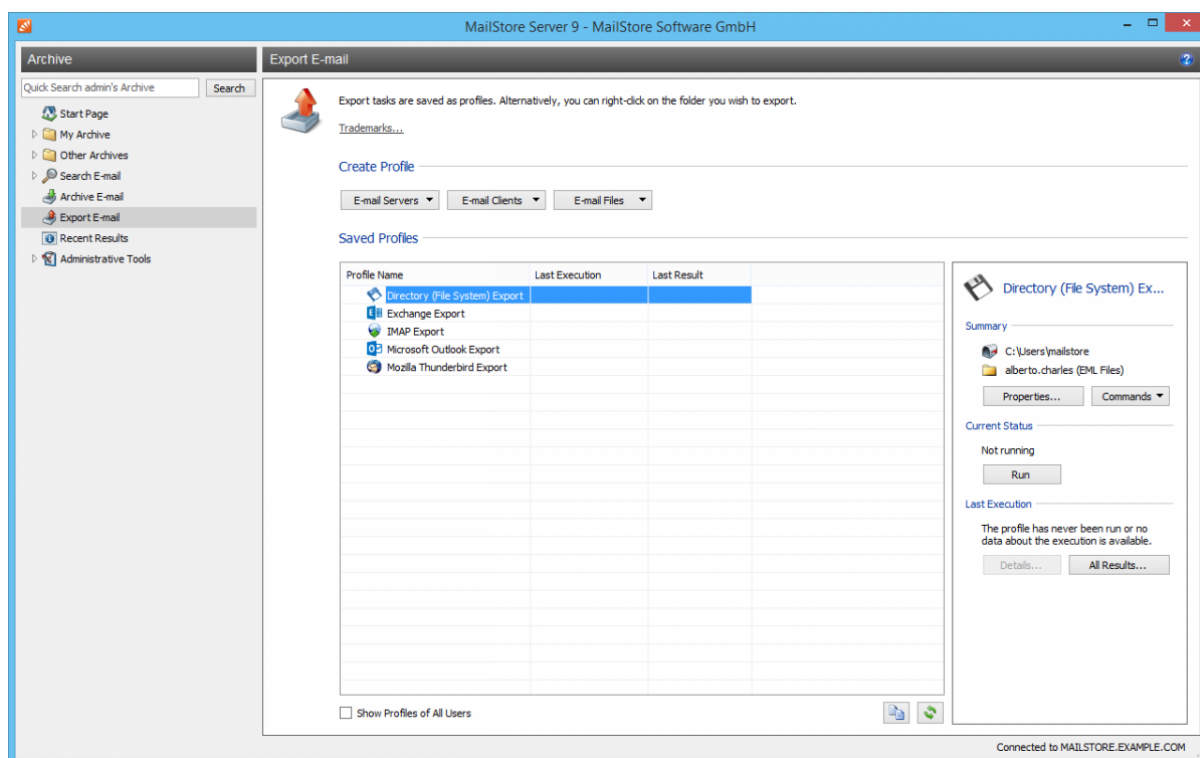 MailStore Server 9 - MailStore Software GmbH
Archive
Export E-mail
Quick Search admin's Archive
Search
Start Page
My Archive
Other Archives
Search E-mail
Archive E-mail
Export E-mail
Recent Results
Administrative Tools
Export tasks are saved as profiles. Alternatively, you can right-click on the folder you wish to export.
Trademarks...
Create Profile
E-mail Servers E-mail Clients E-mail Files
Saved Profiles
Profile Name Last Execution Last Result
Directory (File System) Export
Exchange Export
IMAP Export
Microsoft Outlook Export
Mozilla Thunderbird Export
Show Profiles of All Users
Directory (File System) Ex...
Summary
C:\Users\mailstore
alberto.charles (EML Files)
Properties... Commands
Current Status
Not running
Run
Last Execution
The profile has never been run or no
data about the execution is available.
Details... All Results...
Connected to MAILSTORE.EXAMPLE.COM